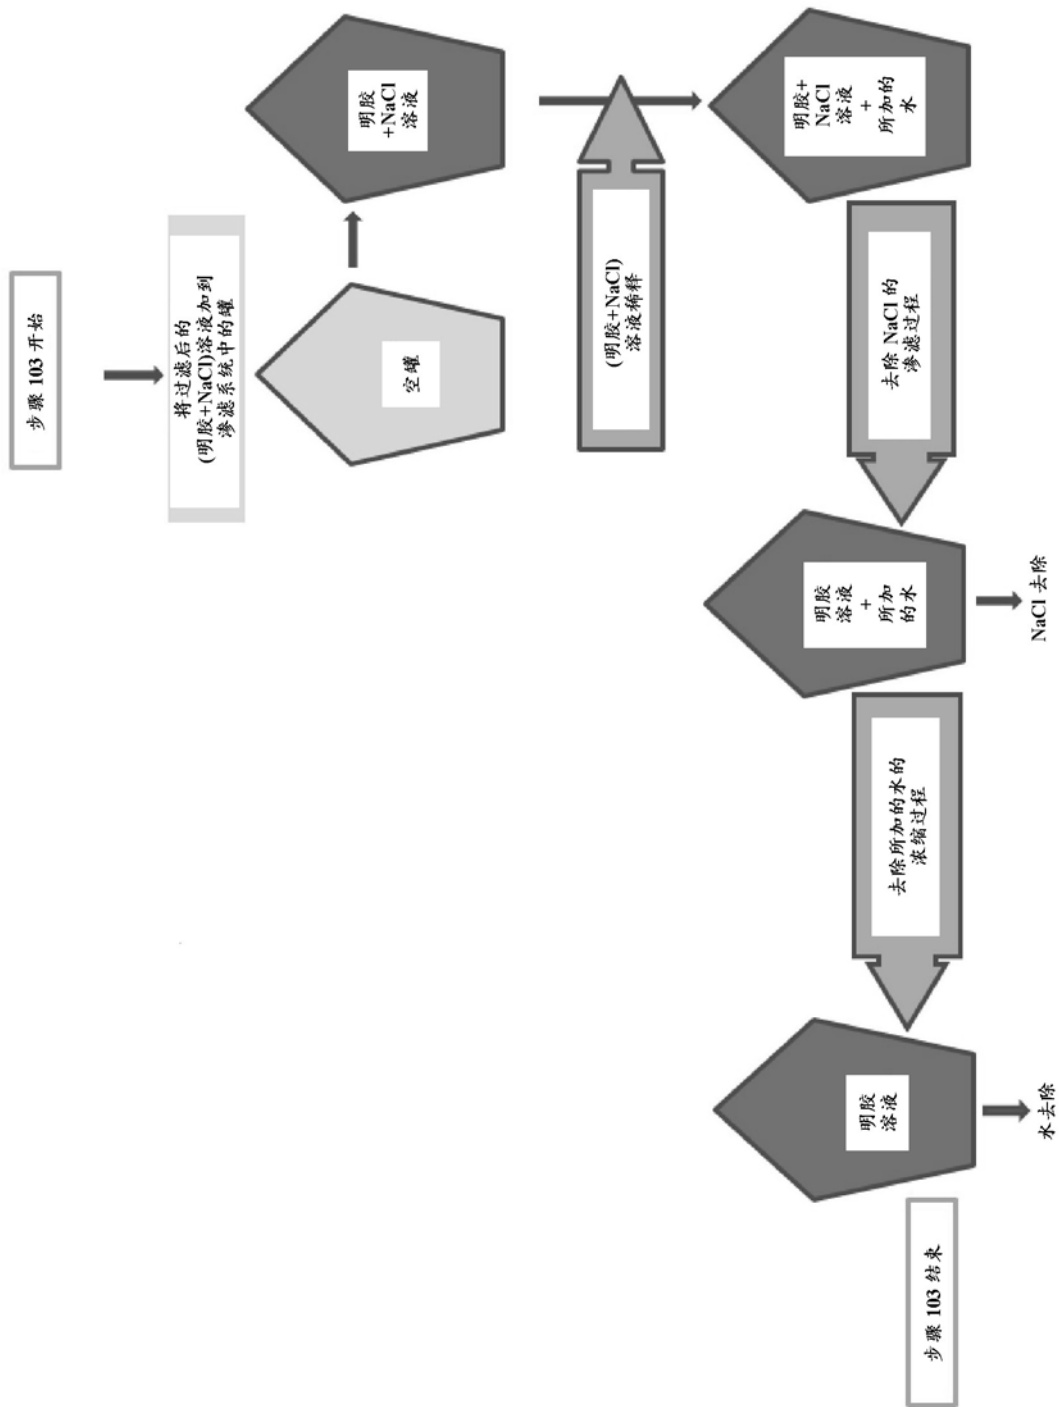 步骤 103 开始
将过滤后的
(明胶+NaCl)溶液加到
渗滤系统中的罐
空罐
明胶
+NaCl
溶液
(明胶+NaCl)
溶液稀释
明胶+
NaCl
溶液
+
所加的
水
去除 NaCl 的
渗滤过程
明胶
溶液
+
所加
的水
NaCl 去除
去除所加的水的
浓缩过程
明胶
溶液
水去除
步骤 103 结束